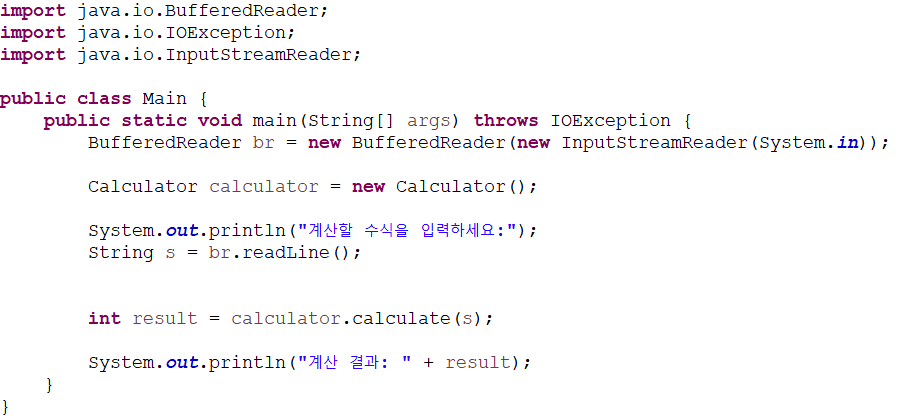 import java.io.BufferedReader;
import java.io.IOException;
import java.io.InputStreamReader;

public class Main {
    public static void main(String[] args) throws IOException {
        BufferedReader br = new BufferedReader(new InputStreamReader(System.in));

        Calculator calculator = new Calculator();

        System.out.println("계산할 수식을 입력하세요:");
        String s = br.readLine();


        int result = calculator.calculate(s);

        System.out.println("계산 결과: " + result);
    }
}